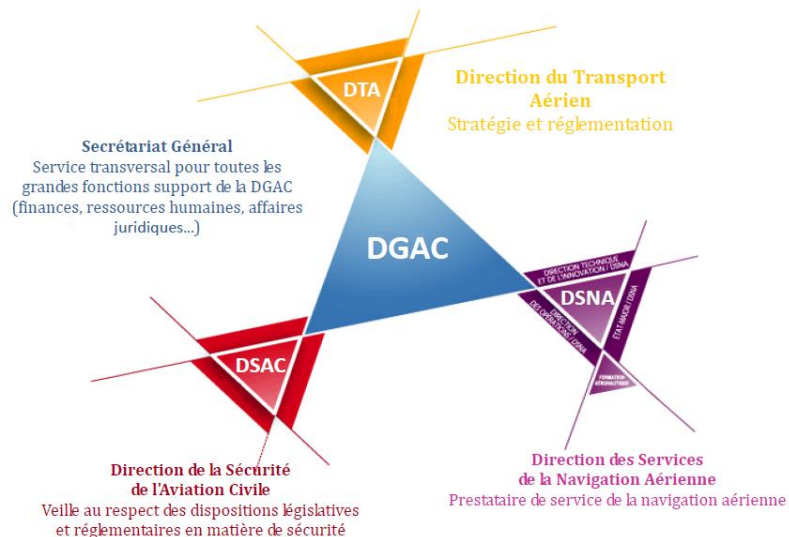 DTA
Direction du Transport
Aérien
Stratégie et réglementation
Secrétariat Général
Service transversal pour toutes les
grandes fonctions support de la DGAC
(finances, ressources humaines, affaires
juridiques...)
DGAC
DIRECTION TECHNIQUE
ET DE L'INNOVATION / DSNA
DSNA
DIRECTION
DES OPÉRATIONS / DSNA
ÉTAT-MAJOR / DSNA
FORMATION
AÉRONAUTIQUE
DSAC
Direction de la Sécurité
de l'Aviation Civile
Veille au respect des dispositions législatives
et réglementaires en matière de sécurité
Direction des Services
de la Navigation Aérienne
Prestataire de service de la navigation aérienne